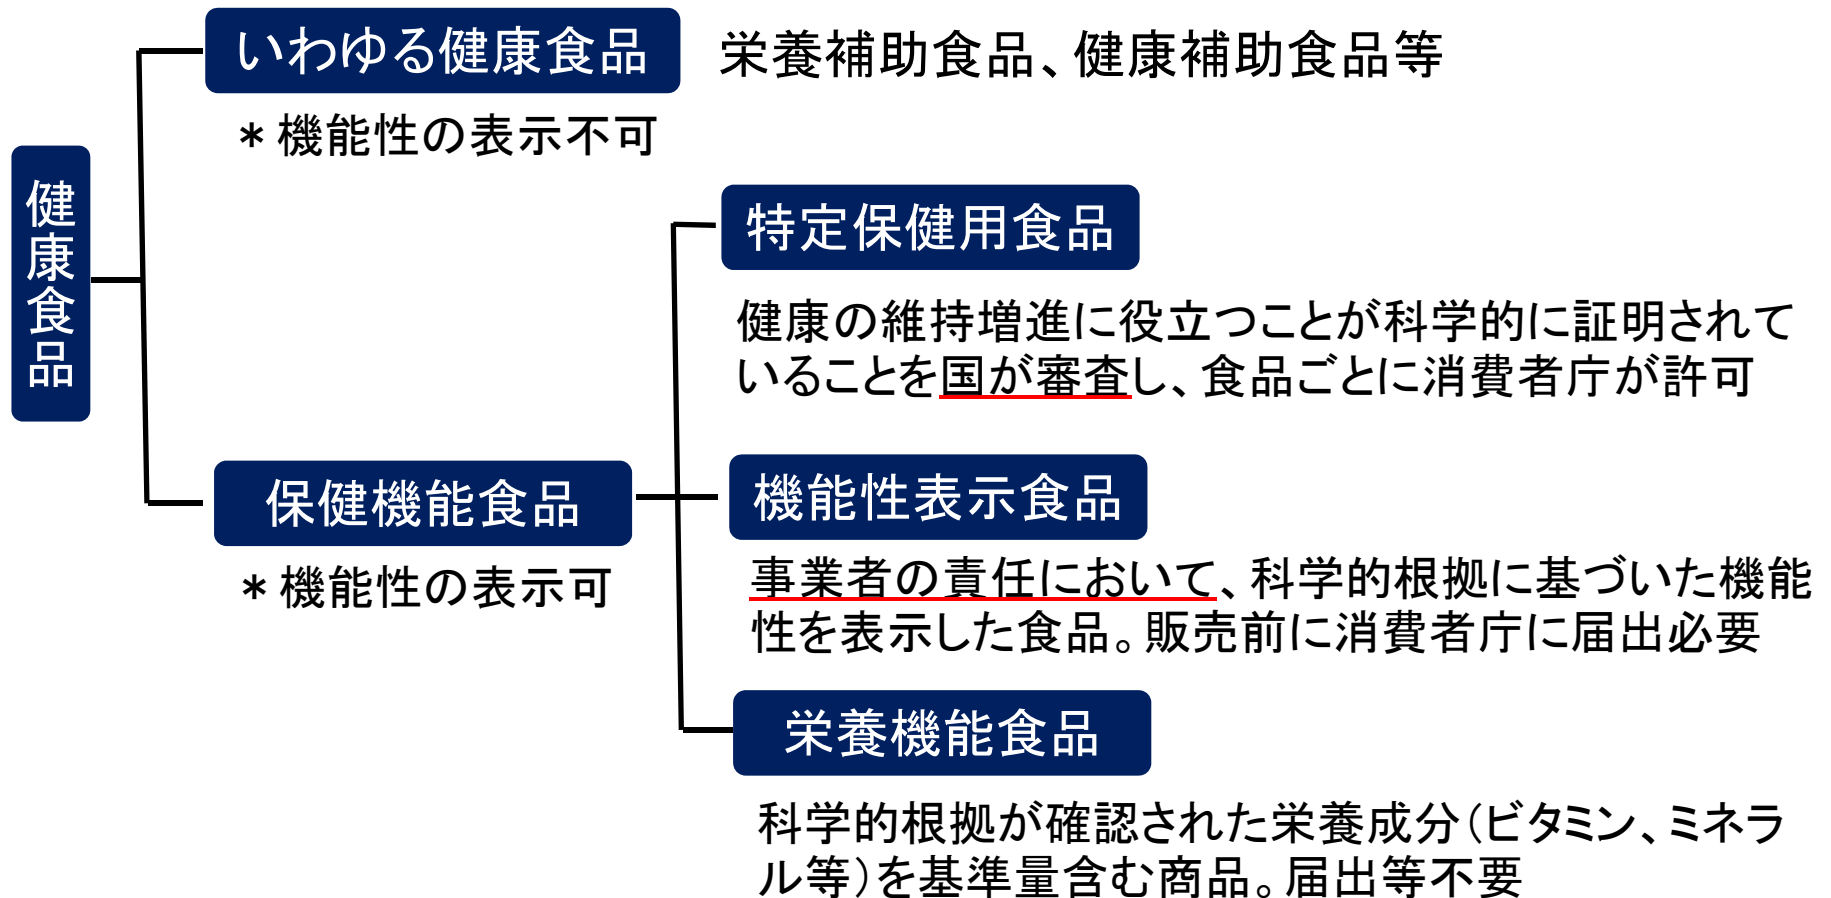 健康食品
いわゆる健康食品
栄養補助食品、健康補助食品等
*機能性の表示不可
特定保健用食品
健康の維持増進に役立つことが科学的に証明されて
いることを国が審査し、食品ごとに消費者庁が許可
保健機能食品
*機能性の表示可
機能性表示食品
事業者の責任において、科学的根拠に基づいた機能
性を表示した食品。販売前に消費者庁に届出必要
栄養機能食品
科学的根拠が確認された栄養成分(ビタミン、ミネラ
ル等)を基準量含む商品。届出等不要